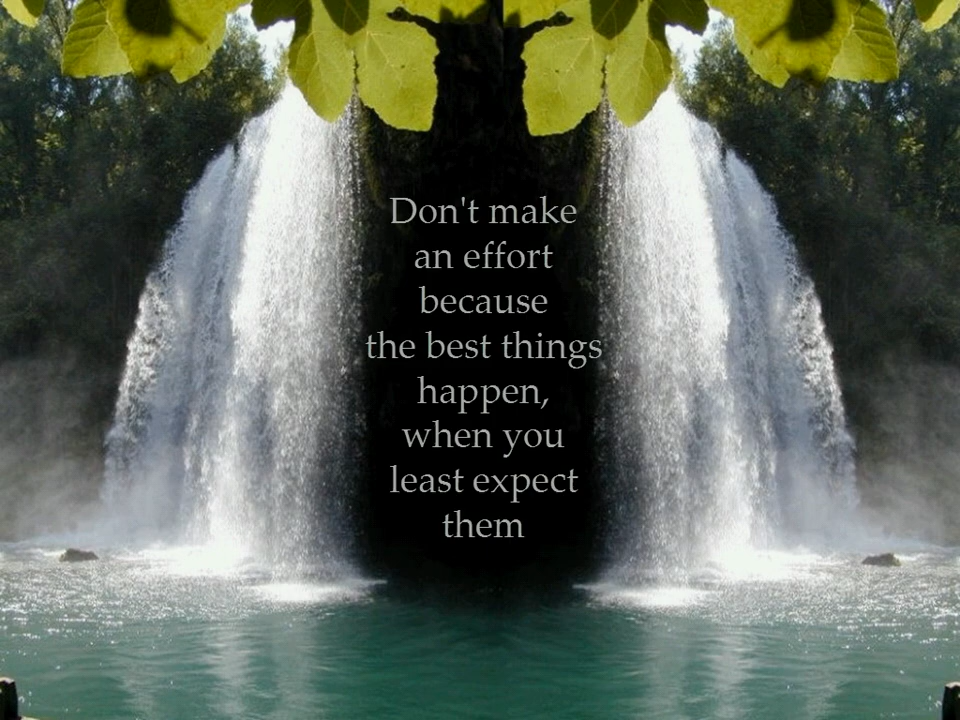 Don't make
an effort
because
the best things
happen,
when you
least expect
them